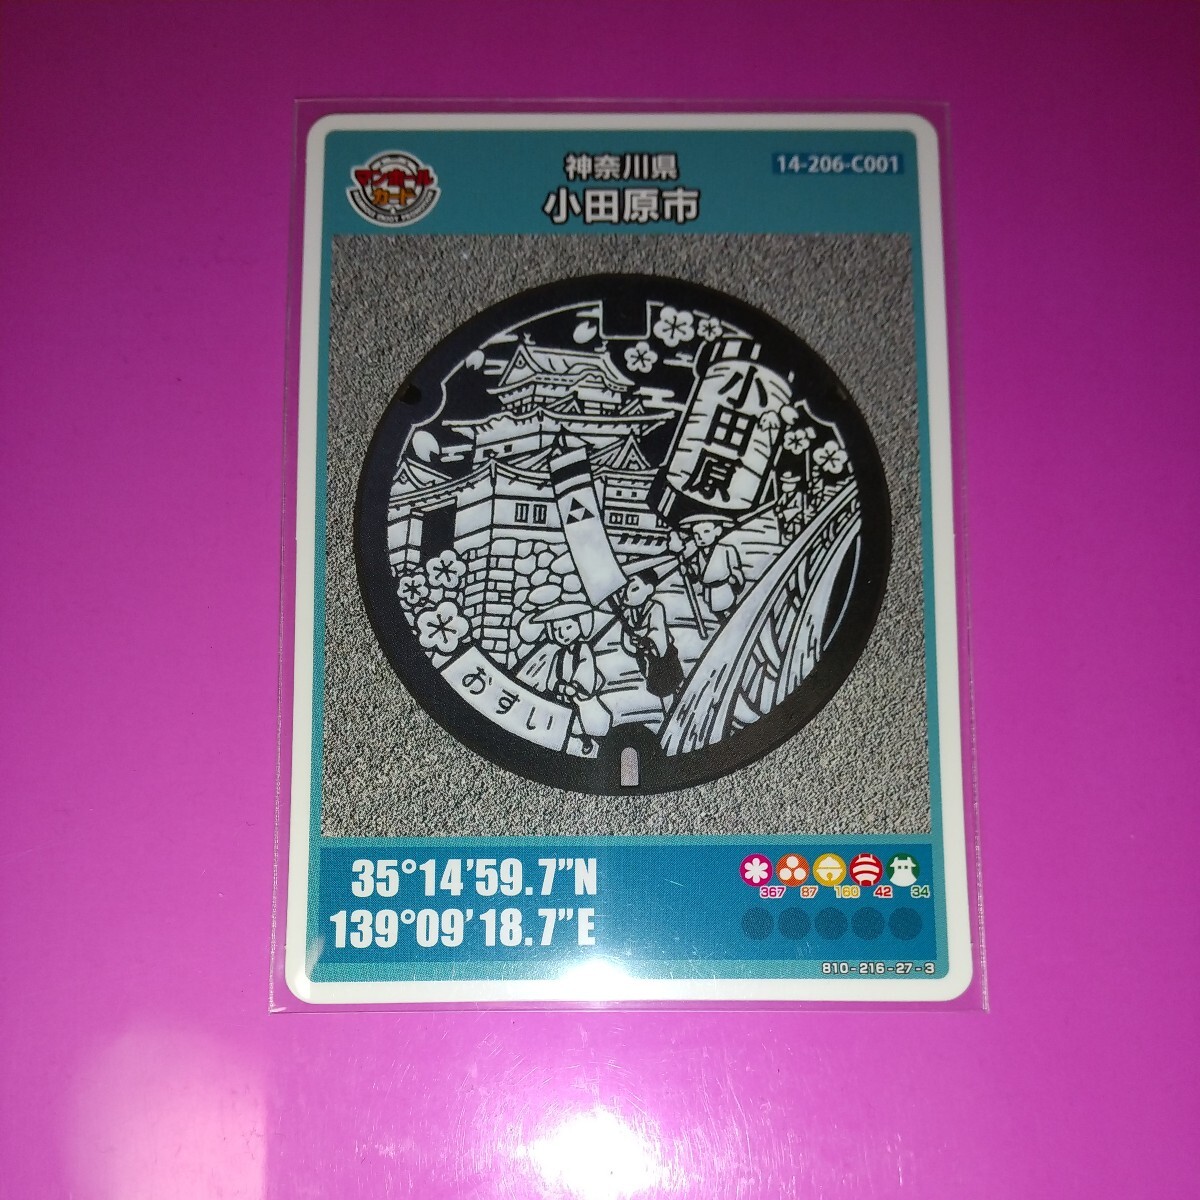 マンホール
カード
神奈川県
小田原市
14-206-C001
小田原
おすい
35°14'59.7"N
139°09'18.7"E
367 87 160 42 34
810-216-27-3